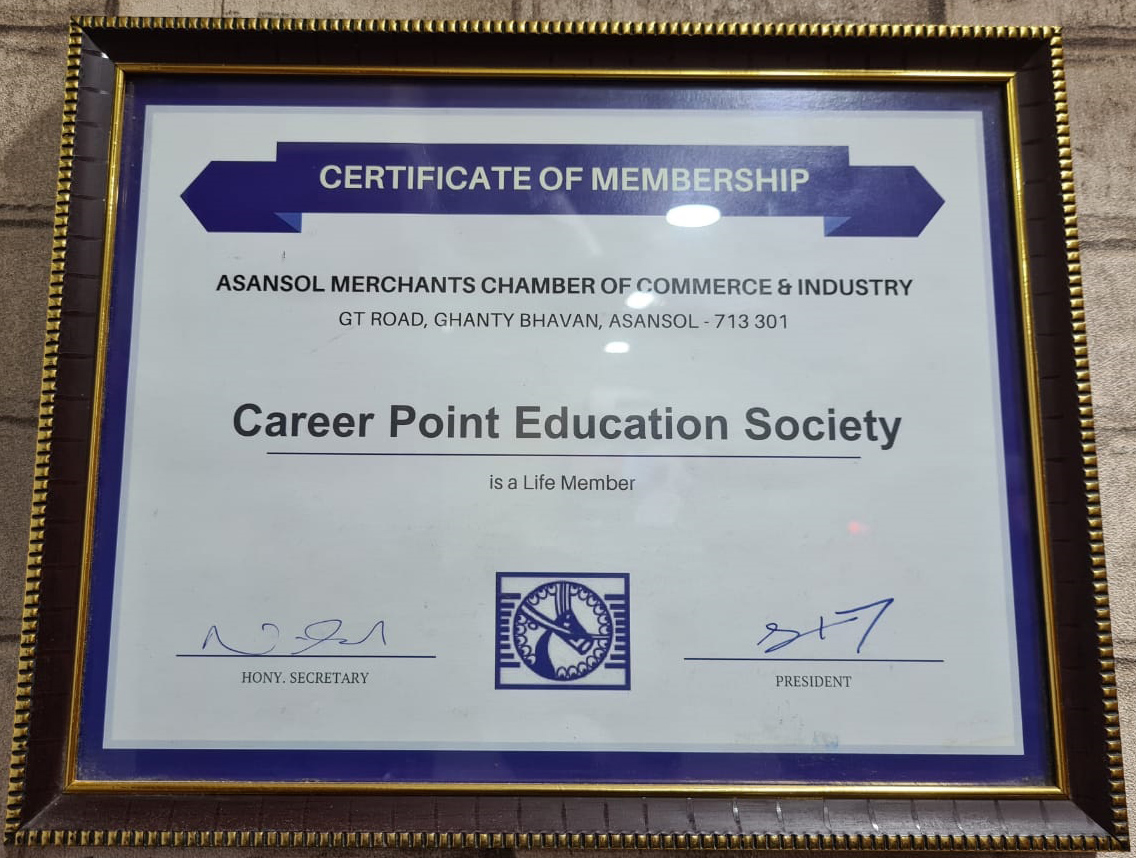 CERTIFICATE OF MEMBERSHIP
ASANSOL MERCHANTS CHAMBER OF COMMERCE & INDUSTRY
GT ROAD, GHANTY BHAVAN, ASANSOL - 713 301
Career Point Education Society
is a Life Member
HONY. SECRETARY
PRESIDENT